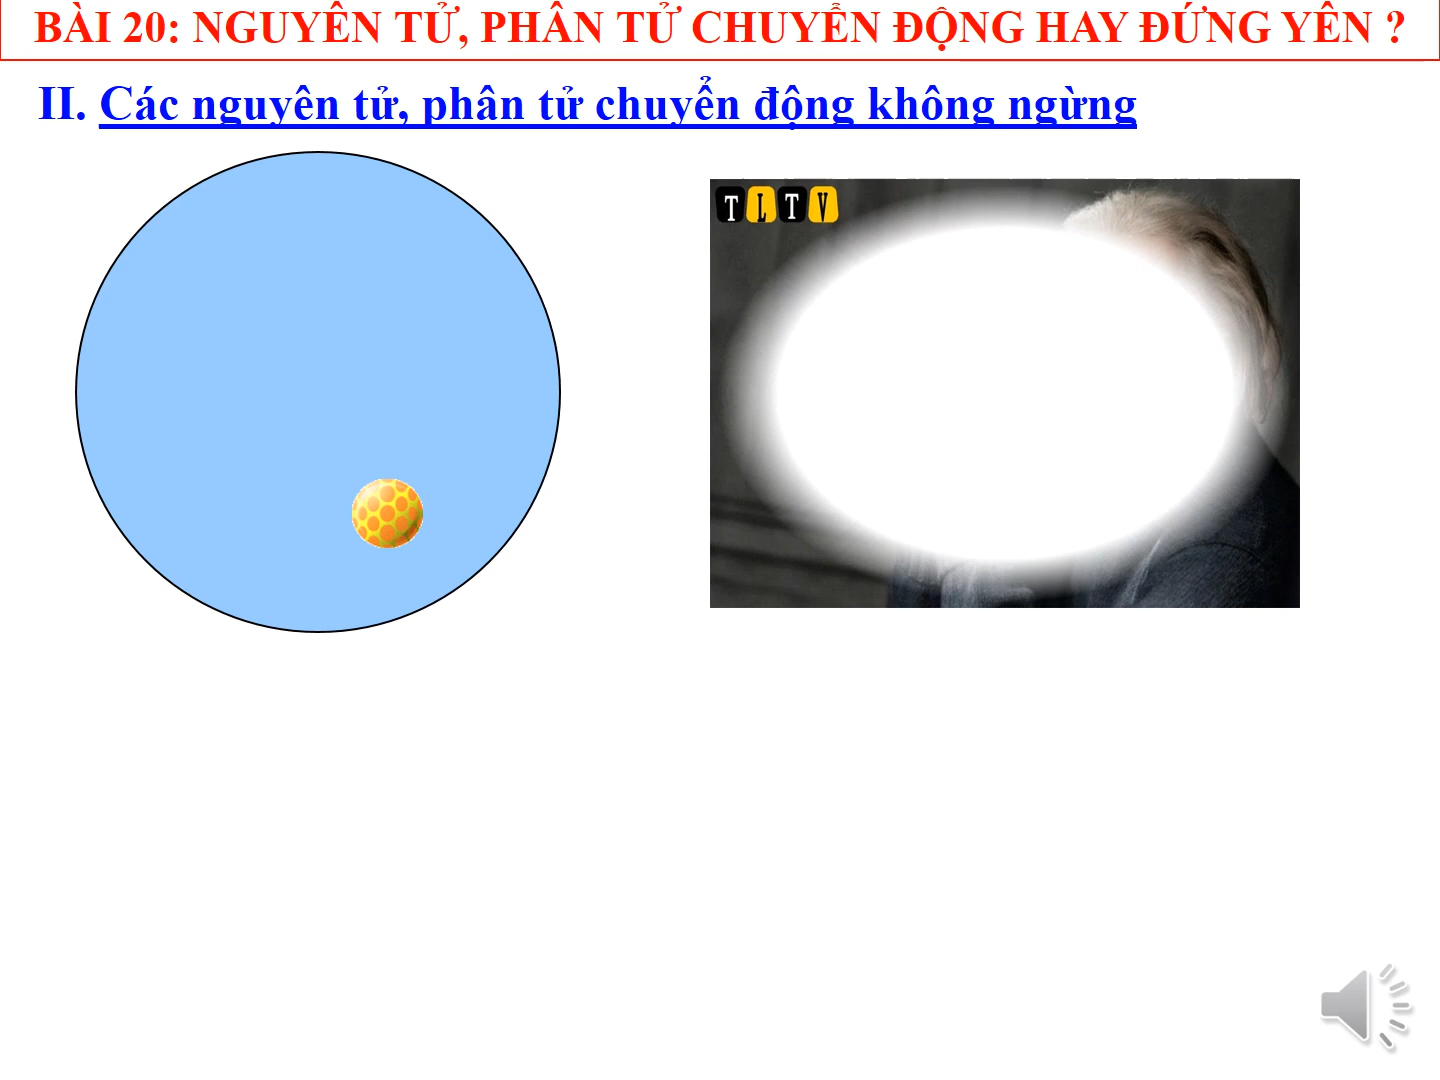 BÀI 20: NGUYÊN TỬ, PHÂN TỬ CHUYỂN ĐỘNG HAY ĐỨNG YÊN ?
II. Các nguyên tử, phân tử chuyển động không ngừng
TLTV